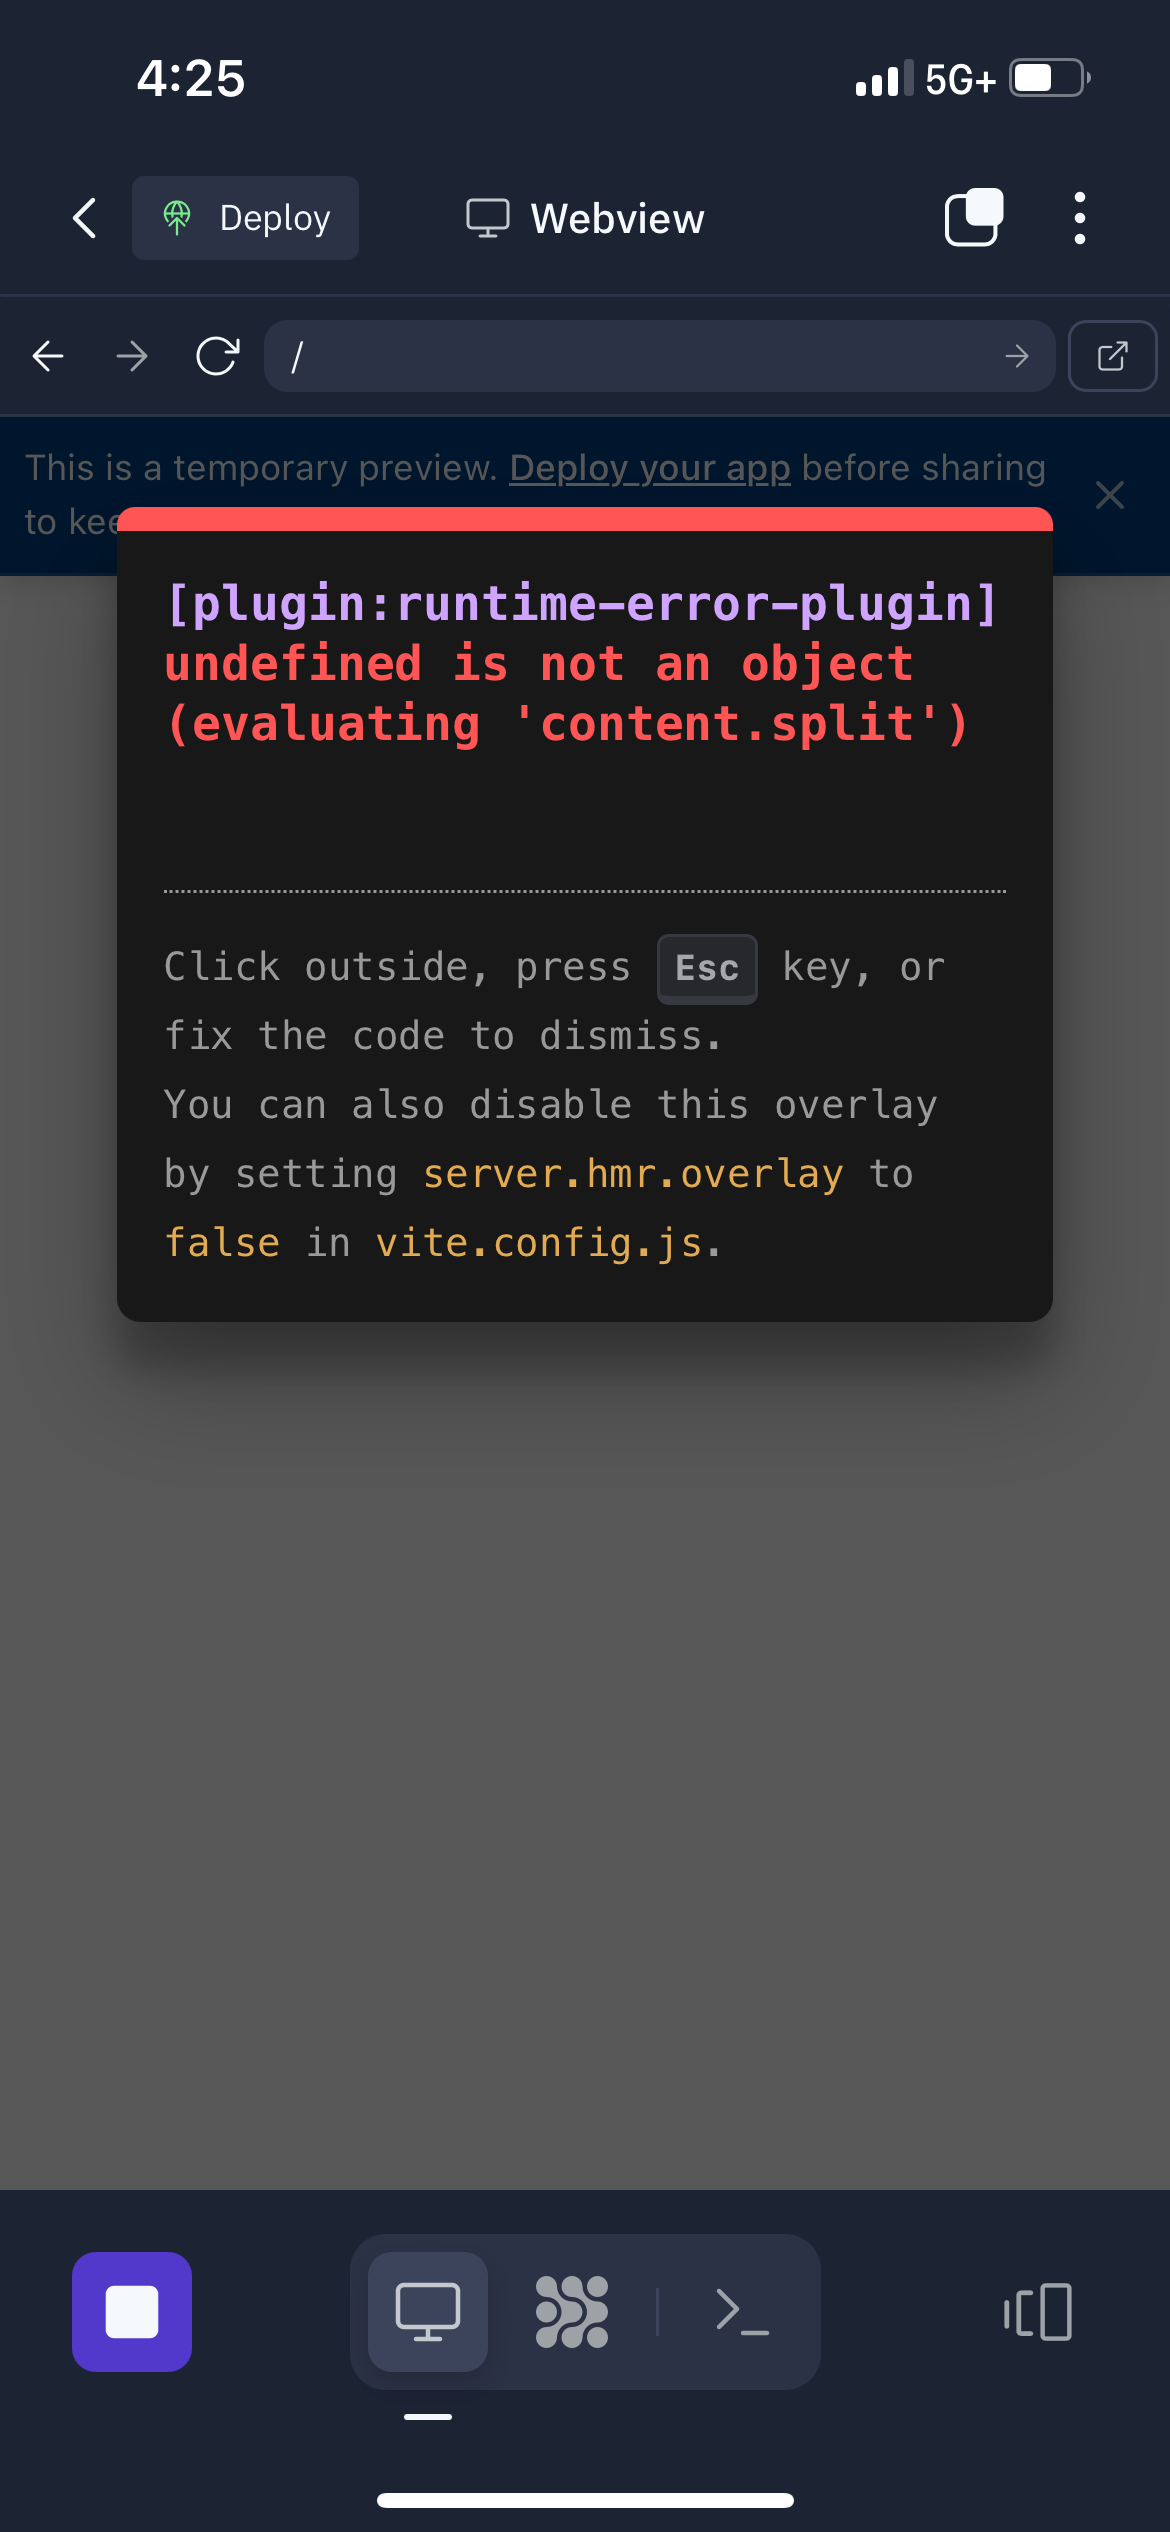 4:25 5G+
Deploy Webview
/
This is a temporary preview. Deploy your app before sharing
to kee
[plugin:runtime-error-plugin]
undefined is not an object
(evaluating 'content.split')
Click outside, press Esc key, or
fix the code to dismiss.
You can also disable this overlay
by setting server.hmr.overlay to
false in vite.config.js.